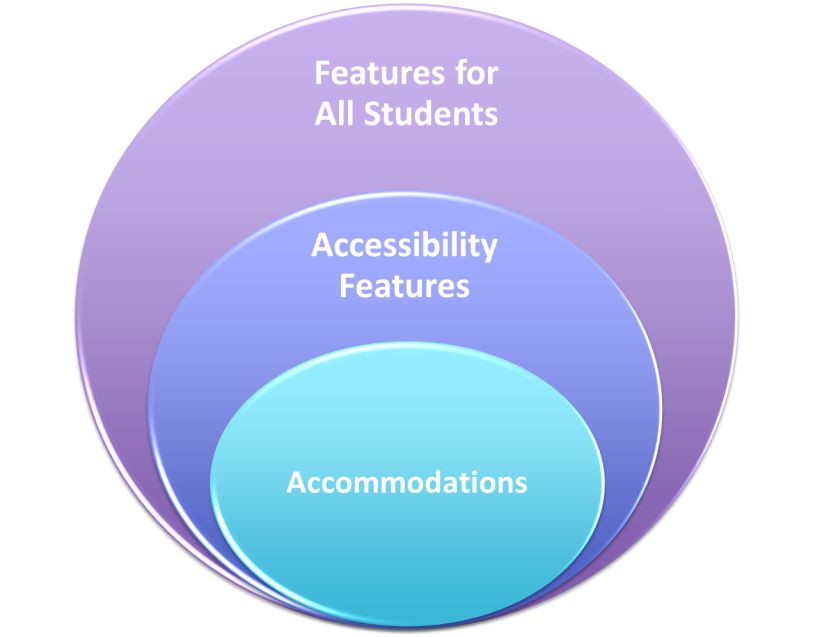 Features for
All Students
Accessibility
Features
Accommodations